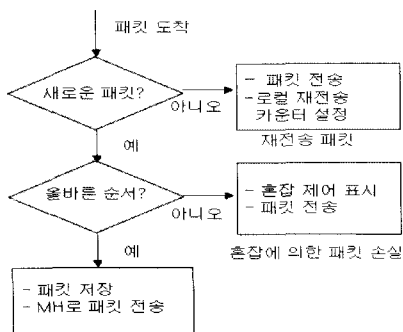 패킷 도착
새로운 패킷?
아니오
- 패킷 전송
-로컬 재전송
카운터 설정
재전송 패킷
예
올바른 순서?
아니오
- 혼잡 제어 표시
- 패킷 전송
혼잡에 의한 패킷 손실
예
- 패킷 저장
- MH로 패킷 전송